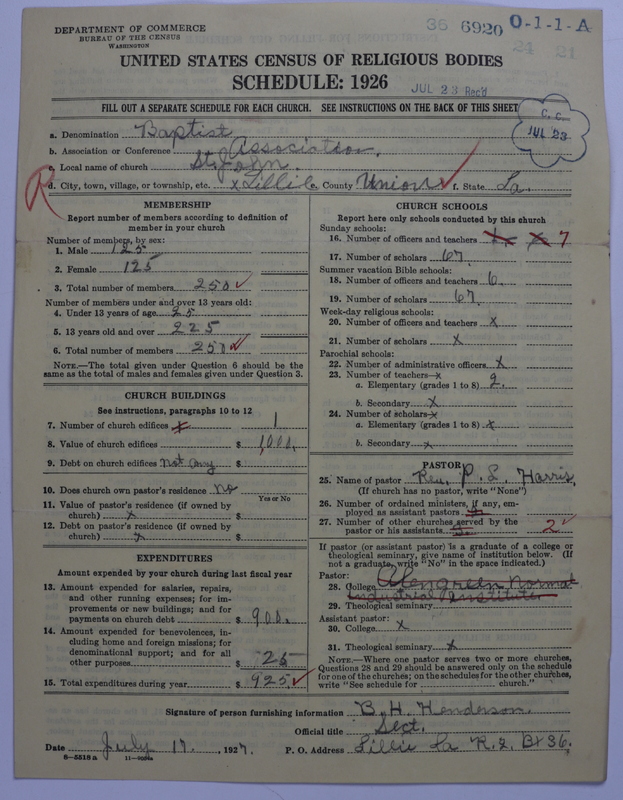 DEPARTMENT OF COMMERCE
BUREAU OF THE CENSUS
WASHINGTON
36 6920 0-1-1-A
24 21
UNITED STATES CENSUS OF RELIGIOUS BODIES
SCHEDULE: 1926
JUL 23 Rec'd
FILL OUT A SEPARATE SCHEDULE FOR EACH CHURCH. SEE INSTRUCTIONS ON THE BACK OF THIS SHEET
C. C.
JUL 23
a. Denomination Baptist
b. Association or Conference Association.
c. Local name of church St John.
d. City, town, village, or township, etc. x Lillie e. County Union f. State La.
R
MEMBERSHIP
Report number of members according to definition of
member in your church
Number of members, by sex:
1. Male 125
2. Female 125
3. Total number of members 250
Number of members under and over 13 years old:
4. Under 13 years of age 25
5. 13 years old and over 225
6. Total number of members 250
NOTE.—The total given under Question 6 should be the
same as the total of males and females given under Question 3.
CHURCH BUILDINGS
See instructions, paragraphs 10 to 12
7. Number of church edifices 1
8. Value of church edifices $ 1,000.
9. Debt on church edifices Not any $
10. Does church own pastor's residence No
Yes or No
11. Value of pastor's residence (if owned by
church) x $
12. Debt on pastor's residence (if owned by
church) x $
EXPENDITURES
Amount expended by your church during last fiscal year
13. Amount expended for salaries, repairs,
and other running expenses; for im-
provements or new buildings; and for
payments on church debt $ 900.
14. Amount expended for benevolences, in-
cluding home and foreign missions; for
denominational support; and for all
other purposes $ 25
15. Total expenditures during year $ 925.
CHURCH SCHOOLS
Report here only schools conducted by this church
Sunday schools:
16. Number of officers and teachers x 7
17. Number of scholars 67
Summer vacation Bible schools:
18. Number of officers and teachers 6.
19. Number of scholars 67.
Week-day religious schools:
20. Number of officers and teachers x
21. Number of scholars x
Parochial schools:
22. Number of administrative officers x
23. Number of teachers x
a. Elementary (grades 1 to 8) 2.
b. Secondary x
24. Number of scholars x
a. Elementary (grades 1 to 8) x
b. Secondary x
PASTOR
25. Name of pastor Rev. P. L. Harris,
(If church has no pastor, write "None")
26. Number of ordained ministers, if any, em-
ployed as assistant pastors
27. Number of other churches served by the
pastor or his assistants 2
If pastor (or assistant pastor) is a graduate of a college or
theological seminary, give name of institution below. (If
not a graduate, write "No" in the space indicated.)
Pastor:
28. College Normal
Industrial Institute
29. Theological seminary
Assistant pastor:
30. College x
31. Theological seminary x
NOTE.—Where one pastor serves two or more churches,
Questions 28 and 29 should be answered only on the schedule
for one of the churches; on the schedules for the other churches,
write "See schedule for church."
Signature of person furnishing information B. H. Henderson.
Official title Sect.
Date July 17, 1927. P. O. Address Lillie La R.2. Bx 36.
8-5518a 11-9094a